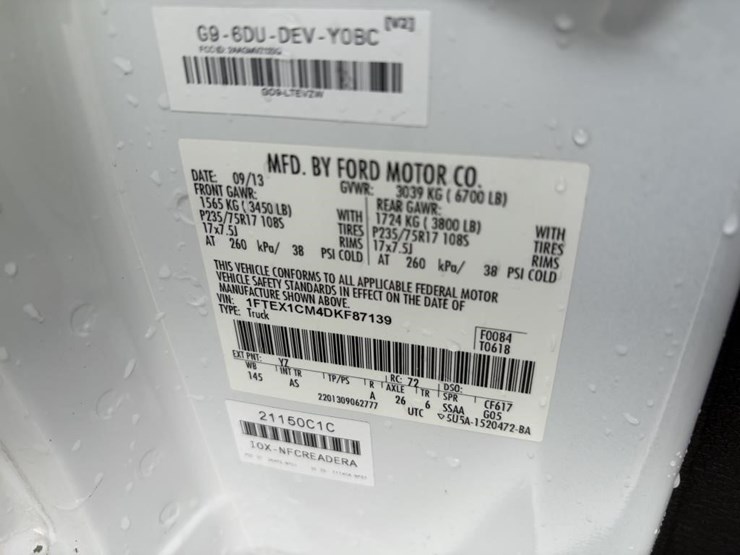 G9-6DU-DEV-Y0BC [V2]
MFD. BY FORD MOTOR CO.
DATE: 09/13 GVWR: 3039 KG ( 6700 LB)
FRONT GAWR: REAR GAWR:
1565 KG ( 3450 LB) WITH 1724 KG ( 3800 LB) WITH
P235/75R17 108S TIRES P235/75R17 108S TIRES
17x7.5J RIMS 17x7.5J RIMS
AT 260 kPa/ 38 PSI COLD AT 260 kPa/ 38 PSI COLD
THIS VEHICLE CONFORMS TO ALL APPLICABLE FEDERAL MOTOR
VEHICLE SAFETY STANDARDS IN EFFECT ON THE DATE OF
MANUFACTURE SHOWN ABOVE.
VIN: 1FTEX1CM4DKF87139
TYPE: Truck
F0084
T0618
EXT PNT: YZ RC: 72 DSO:
WB INT TR TP/PS R AXLE TR SPR CF617
145 AS A 26 6 SSAA G05
2201309062777 UTC 5U5A-1520472-BA
21150C1C
IOX-NFCREADERA